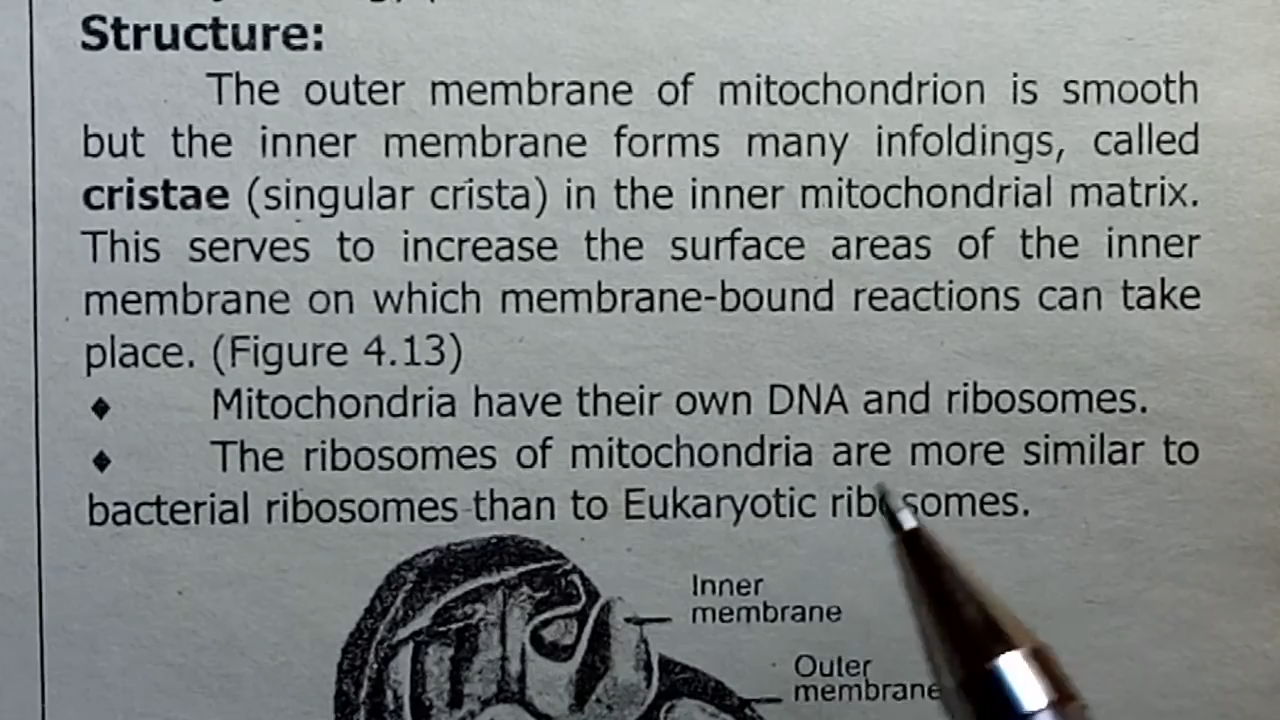 Structure:
The outer membrane of mitochondrion is smooth
but the inner membrane forms many infoldings, called
cristae (singular crista) in the inner mitochondrial matrix.
This serves to increase the surface areas of the inner
membrane on which membrane-bound reactions can take
place. (Figure 4.13)
♦ Mitochondria have their own DNA and ribosomes.
♦ The ribosomes of mitochondria are more similar to
bacterial ribosomes than to Eukaryotic ribosomes.
Inner
membrane
Outer
membrane